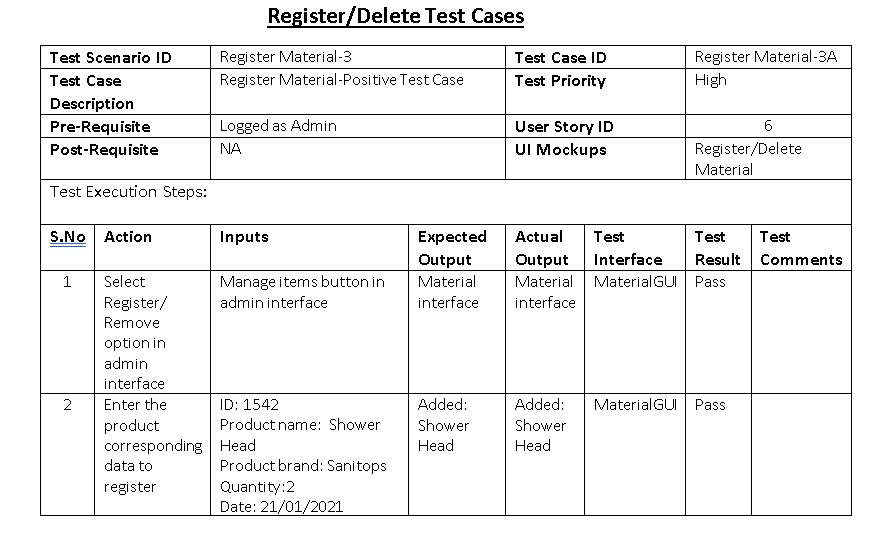 Register/Delete Test Cases
Test Scenario ID Register Material-3 Test Case ID Register Material-3A
Test Case Description Register Material-Positive Test Case Test Priority High
Pre-Requisite Logged as Admin User Story ID 6
Post-Requisite NA UI Mockups Register/Delete Material
Test Execution Steps:
S.No Action Inputs Expected Output Actual Output Test Interface Test Result Test Comments
1 Select Register/ Remove option in admin interface Manage items button in admin interface Material interface Material interface MaterialGUI Pass
2 Enter the product corresponding data to register ID: 1542
Product name: Shower Head
Product brand: Sanitops
Quantity:2
Date: 21/01/2021
Added: Shower Head Added: Shower Head MaterialGUI Pass